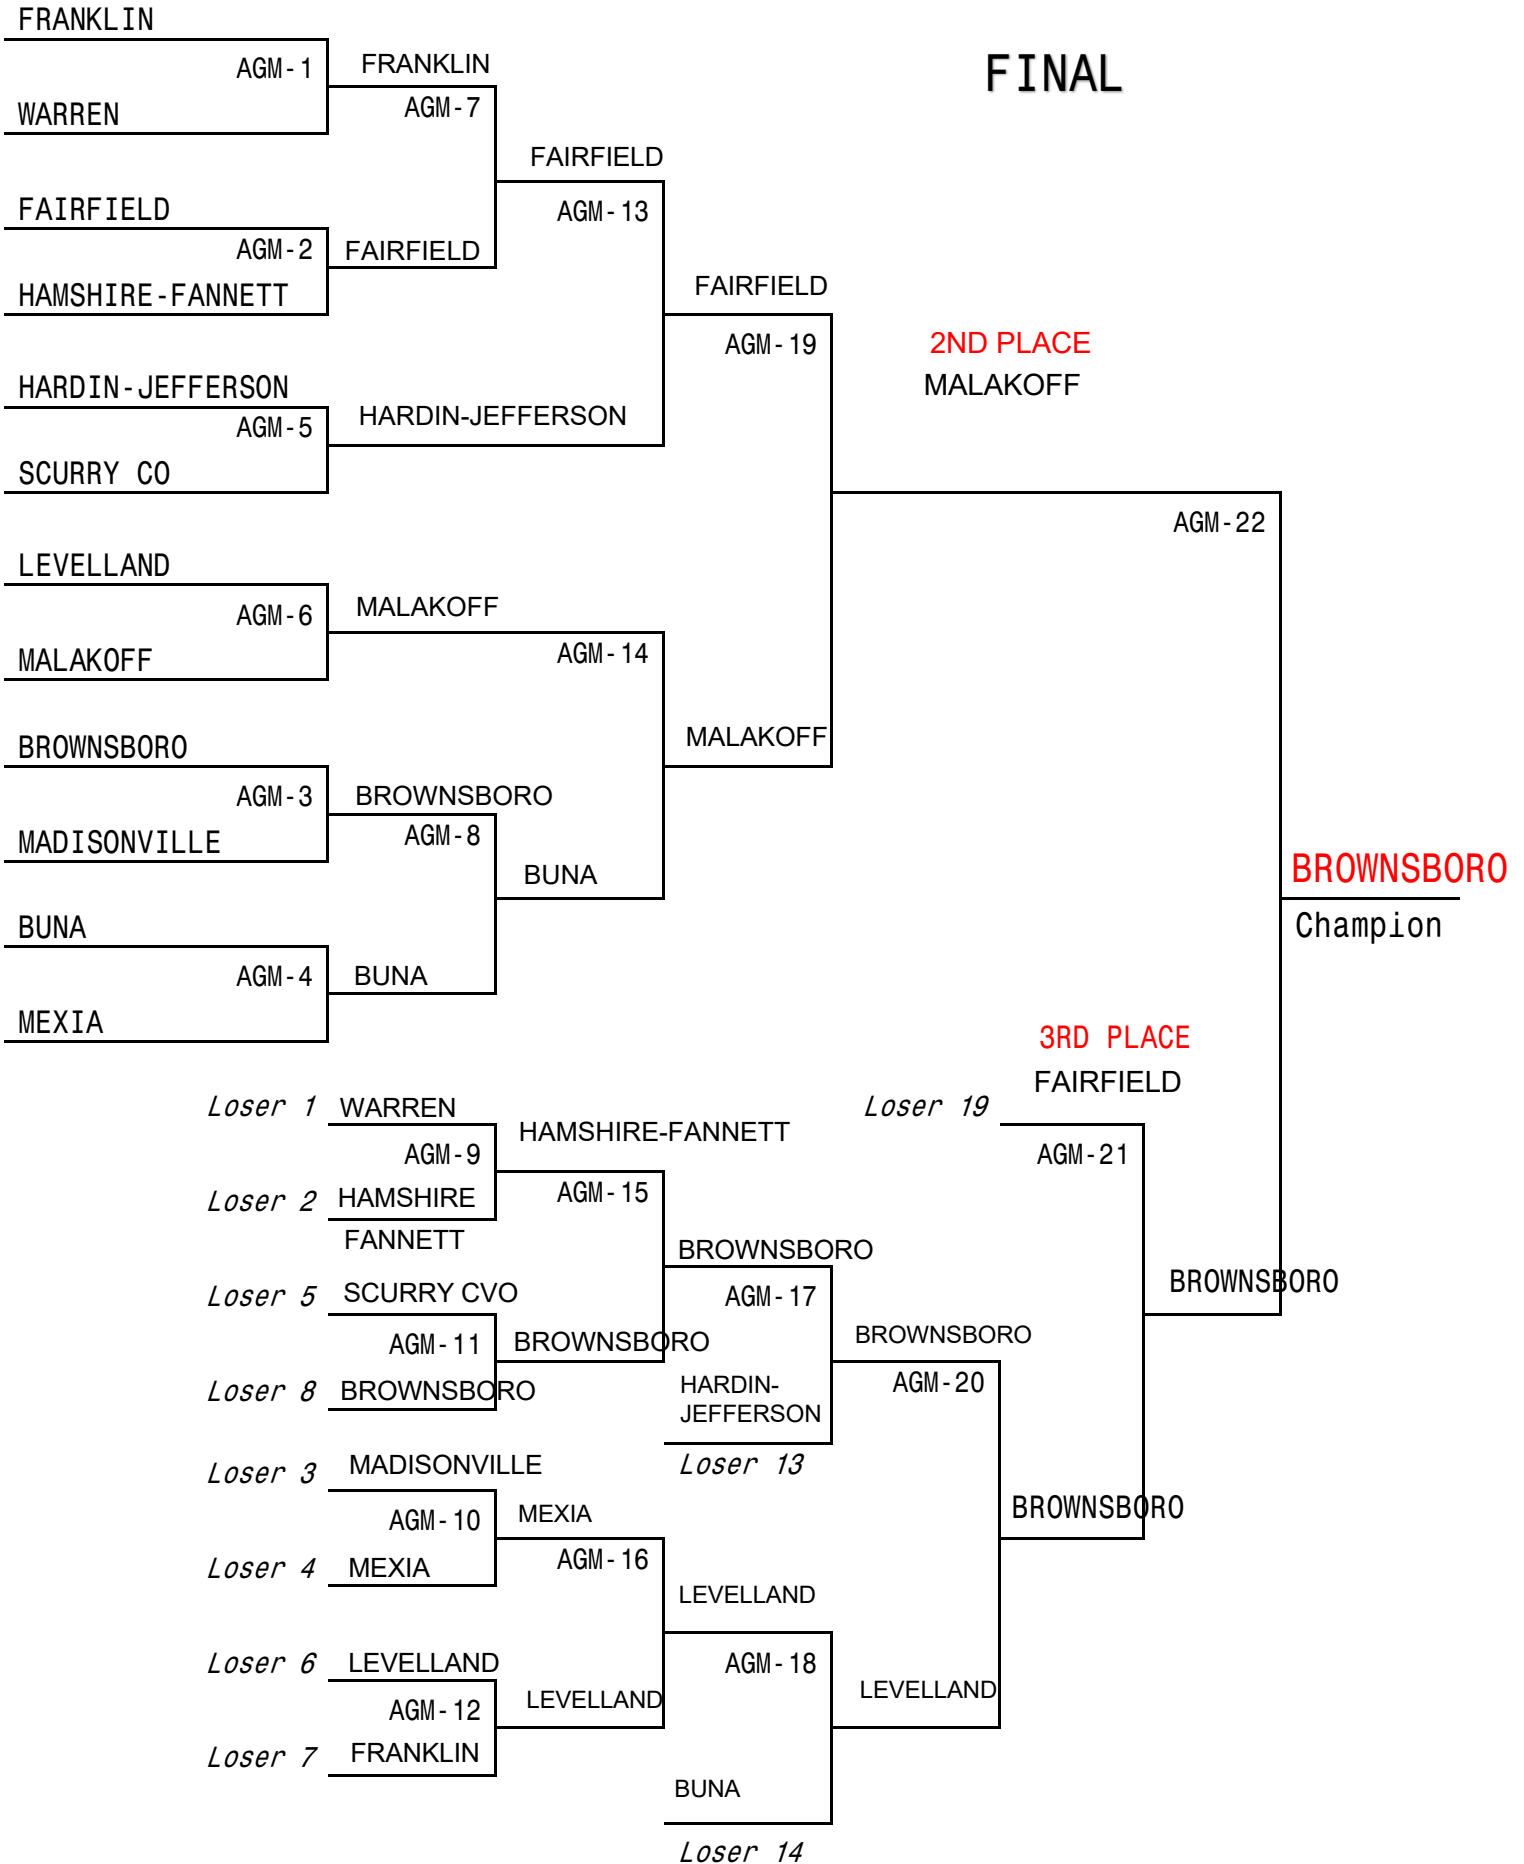 FRANKLIN
FINAL
AGM-1
FRANKLIN
WARREN
AGM-7
FAIRFIELD
FAIRFIELD
AGM-13
AGM-2
FAIRFIELD
HAMSHIRE-FANNETT
FAIRFIELD
AGM-19
2ND PLACE
MALAKOFF
HARDIN-JEFFERSON
AGM-5
HARDIN-JEFFERSON
SCURRY CO
AGM-22
LEVELLAND
AGM-6
MALAKOFF
MALAKOFF
AGM-14
MALAKOFF
BROWNSBORO
AGM-3
BROWNSBORO
MADISONVILLE
AGM-8
BUNA
BROWNSBORO
Champion
BUNA
AGM-4
BUNA
MEXIA
3RD PLACE
FAIRFIELD
Loser 1
WARREN
Loser 19
HAMSHIRE-FANNETT
AGM-9
AGM-21
Loser 2
HAMSHIRE
FANNETT
AGM-15
BROWNSBORO
BROWNSBORO
Loser 5
SCURRY CVO
AGM-17
AGM-11
BROWNSBORO
BROWNSBORO
Loser 8
BROWNSBORO
HARDIN-
JEFFERSON
AGM-20
Loser 13
Loser 3
MADISONVILLE
AGM-10
MEXIA
BROWNSBORO
Loser 4
MEXIA
AGM-16
LEVELLAND
Loser 6
LEVELLAND
AGM-18
AGM-12
LEVELLAND
LEVELLAND
Loser 7
FRANKLIN
BUNA
Loser 14